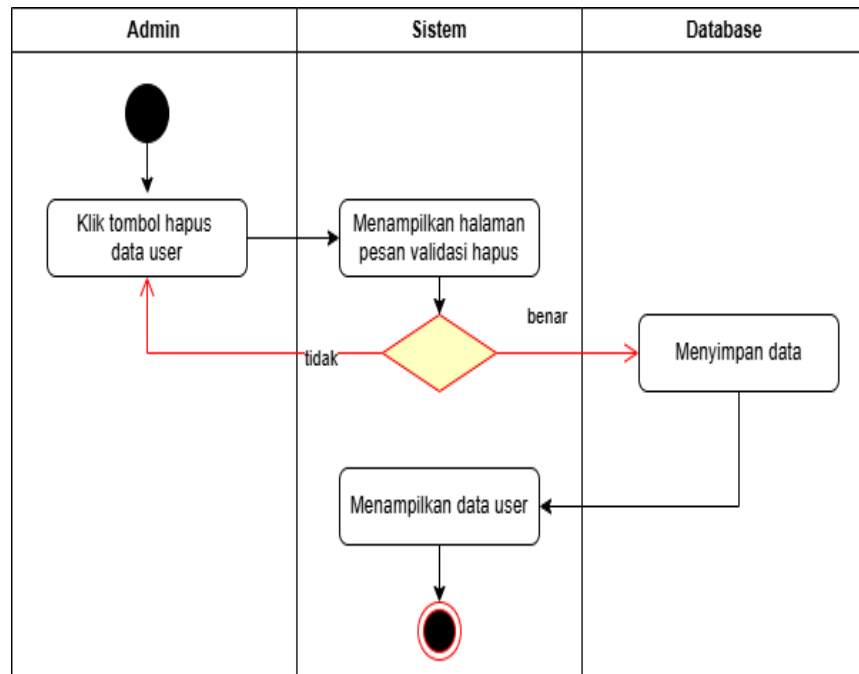 Admin
Sistem
Database
Klik tombol hapus
data user
Menampilkan halaman
pesan validasi hapus
benar
tidak
Menyimpan data
Menampilkan data user